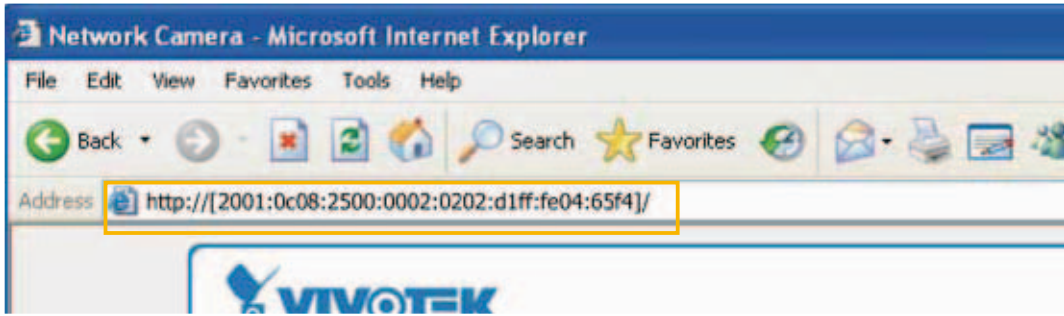 Network Camera - Microsoft Internet Explorer
File Edit View Favorites Tools Help
Back Search Favorites
Address http://[2001:0c08:2500:0002:0202:d1ff:fe04:65f4]/
VIVOTEK